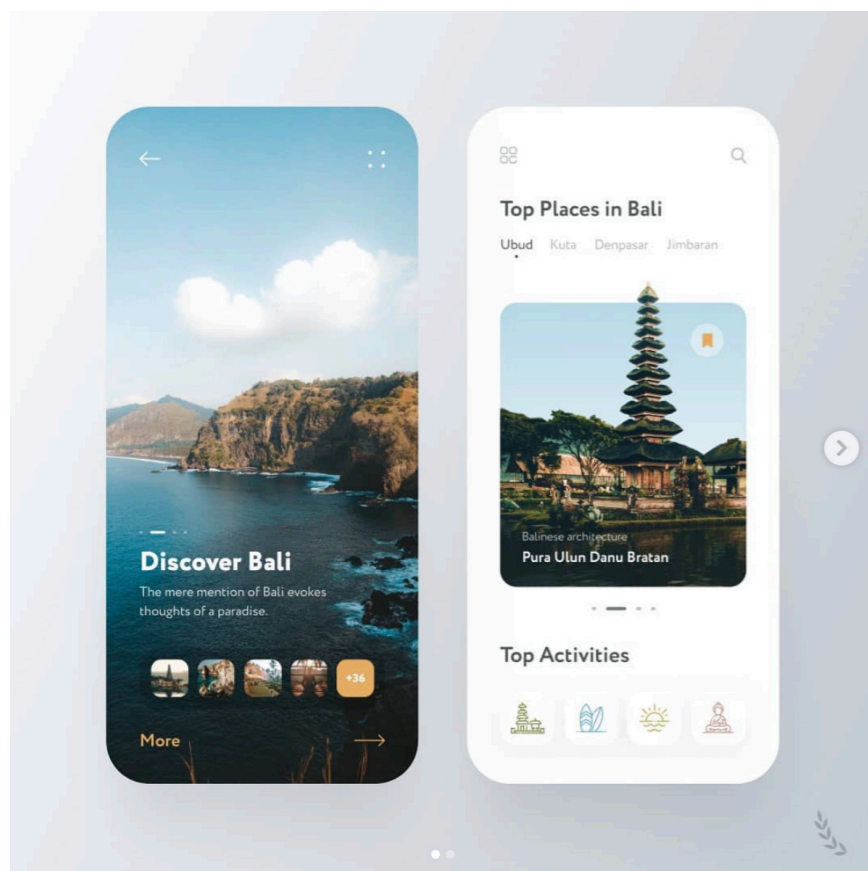 Discover Bali
The mere mention of Bali evokes
thoughts of a paradise.
+36
More
Top Places in Bali
Ubud Kuta Denpasar Jimbaran
Balinese architecture
Pura Ulun Danu Bratan
Top Activities